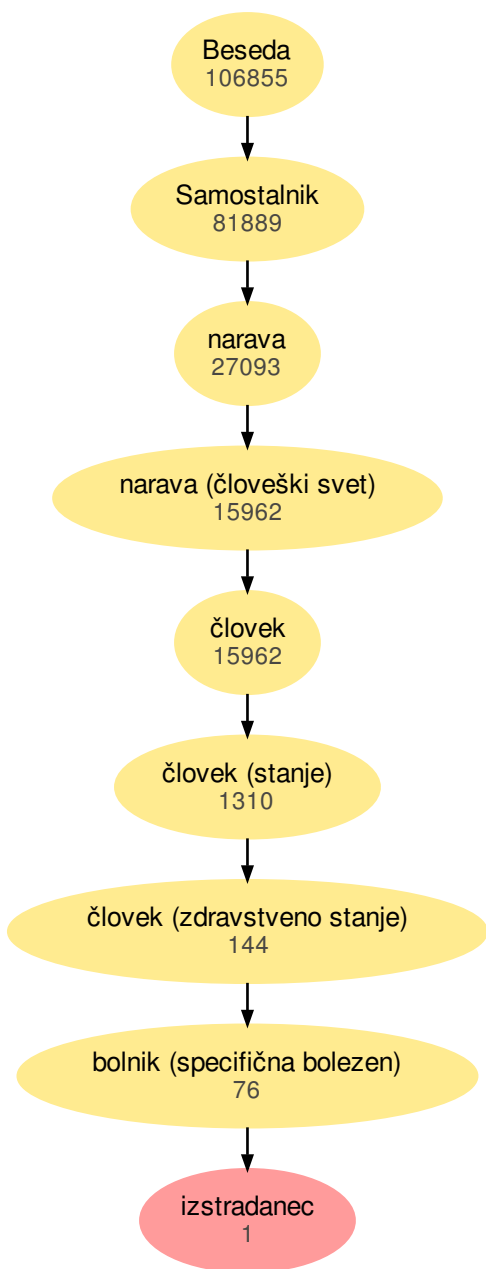 Beseda
106855
Samostalnik
81889
narava
27093
narava (človeški svet)
15962
človek
15962
človek (stanje)
1310
človek (zdravstveno stanje)
144
bolnik (specifična bolezen)
76
izstradanec
1